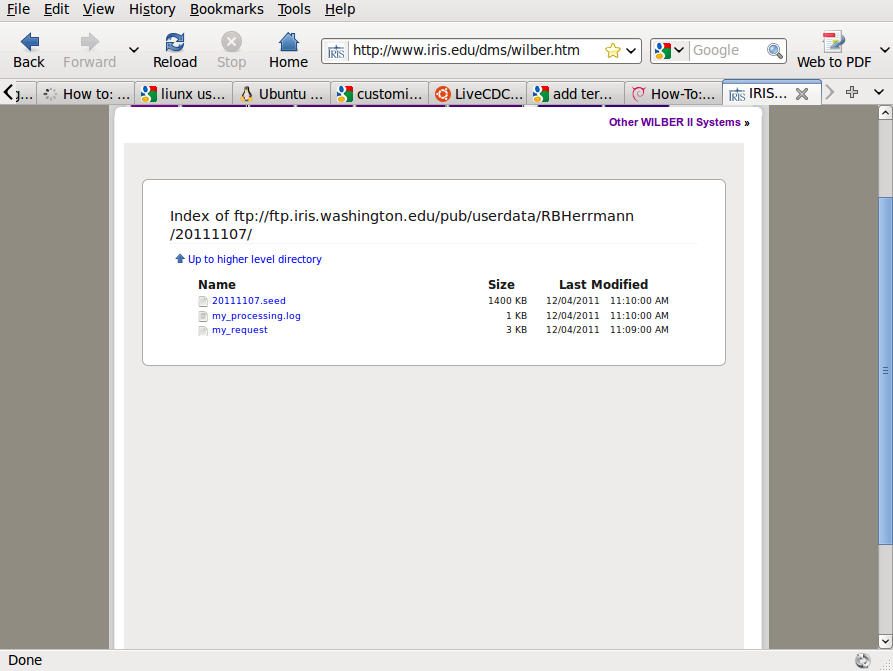 File Edit View History Bookmarks Tools Help
Back Forward Reload Stop Home http://www.iris.edu/dms/wilber.htm Google Web to PDF
g... How to: ... liunx us... Ubuntu ... customi... LiveCDC... add ter... How-To:... IRIS...
Other WILBER II Systems »
Index of ftp://ftp.iris.washington.edu/pub/userdata/RBHerrmann
/20111107/
Up to higher level directory
Name Size Last Modified
20111107.seed 1400 KB 12/04/2011 11:10:00 AM
my_processing.log 1 KB 12/04/2011 11:10:00 AM
my_request 3 KB 12/04/2011 11:09:00 AM
Done